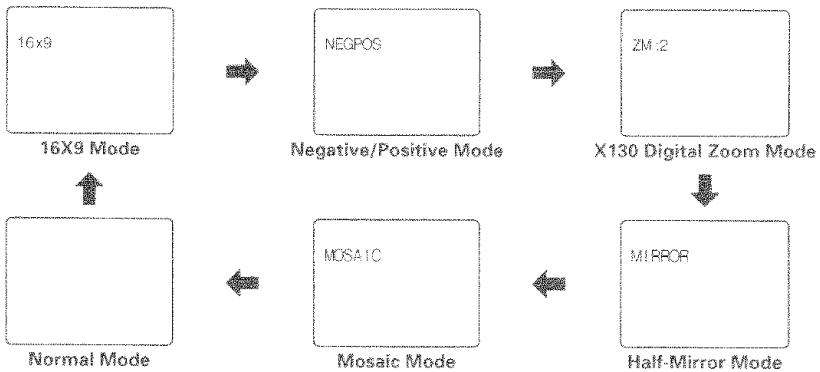 16x9
NEGPOS
ZM:2
16X9 Mode
Negative/Positive Mode
X130 Digital Zoom Mode
MOSAIC
MIRROR
Normal Mode
Mosaic Mode
Half-Mirror Mode